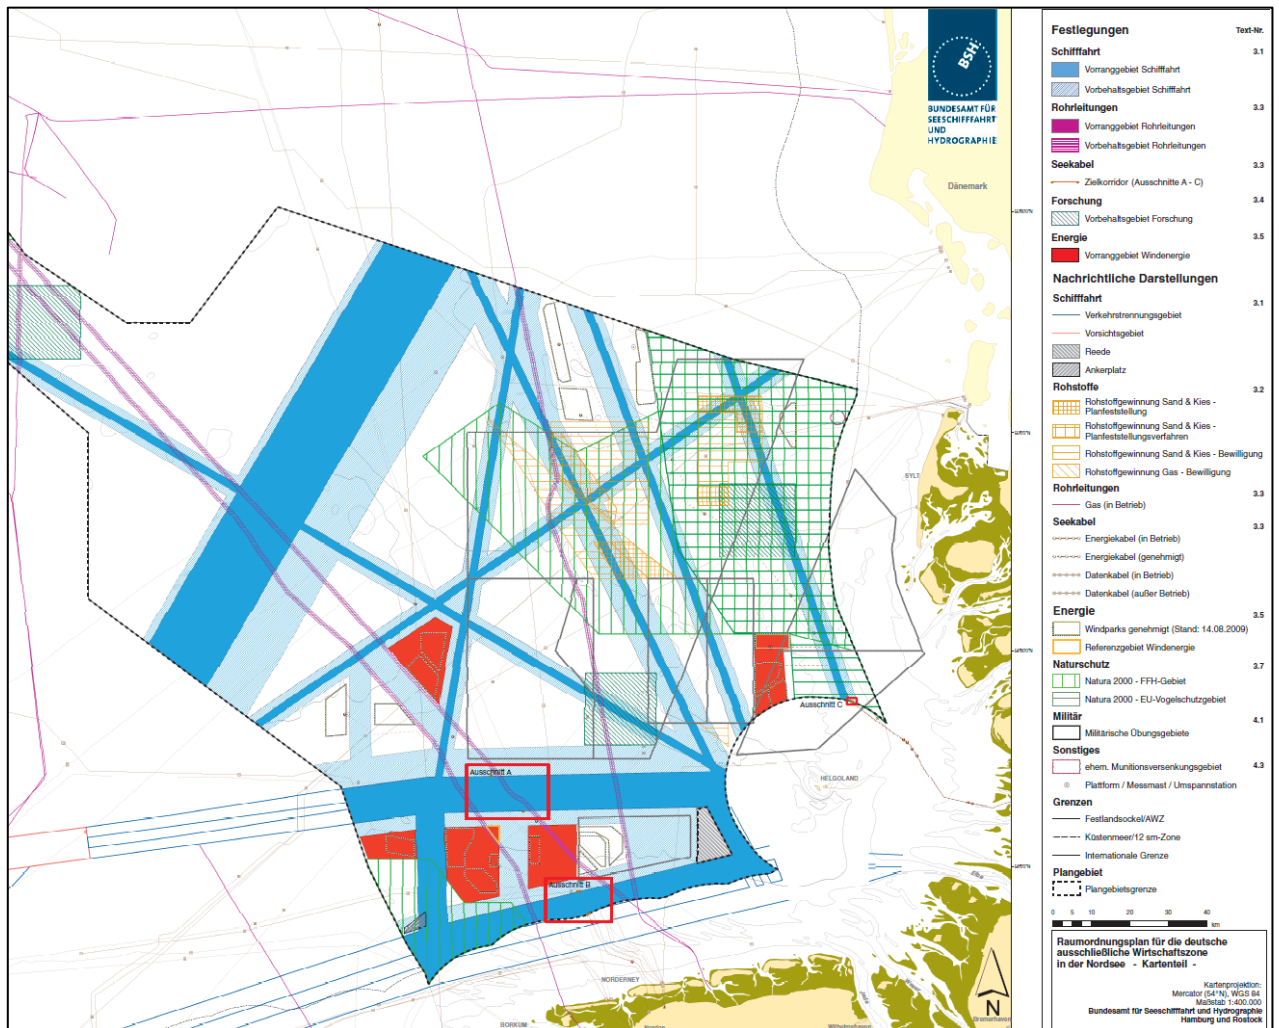 BSH
BUNDESAMT FÜR
SEESCHIFFFAHRT
UND
HYDROGRAPHIE
Dänemark
SYLT
HELGOLAND
Ausschnitt C
Ausschnitt A
Ausschnitt B
Elbe
NORDERNEY
BORKUM
Wilhelmshaven
Bremerhaven
N
Festlegungen Text-Nr.
Schifffahrt 3.1
Vorranggebiet Schifffahrt
Vorbehaltsgebiet Schifffahrt
Rohrleitungen 3.3
Vorranggebiet Rohrleitungen
Vorbehaltsgebiet Rohrleitungen
Seekabel 3.3
Zielkorridor (Ausschnitte A - C)
Forschung 3.4
Vorbehaltsgebiet Forschung
Energie 3.5
Vorranggebiet Windenergie
Nachrichtliche Darstellungen
Schifffahrt 3.1
Verkehrstrennungsgebiet
Vorsichtsgebiet
Reede
Ankerplatz
Rohstoffe 3.2
Rohstoffgewinnung Sand & Kies -
Planfeststellung
Rohstoffgewinnung Sand & Kies -
Planfeststellungsverfahren
Rohstoffgewinnung Sand & Kies - Bewilligung
Rohstoffgewinnung Gas - Bewilligung
Rohrleitungen 3.3
Gas (in Betrieb)
Seekabel 3.3
Energiekabel (in Betrieb)
Energiekabel (genehmigt)
Datenkabel (in Betrieb)
Datenkabel (außer Betrieb)
Energie 3.5
Windparks genehmigt (Stand: 14.08.2009)
Referenzgebiet Windenergie
Naturschutz 3.7
Natura 2000 - FFH-Gebiet
Natura 2000 - EU-Vogelschutzgebiet
Militär 4.1
Militärische Übungsgebiete
Sonstiges 4.3
ehem. Munitionsversenkungsgebiet
Plattform / Messmast / Umspannstation
Grenzen
Festlandsockel/AWZ
Küstenmeer/12 sm-Zone
Internationale Grenze
Plangebiet
Plangebietsgrenze
0 5 10 20 30 40
km
Raumordnungsplan für die deutsche
ausschließliche Wirtschaftszone
in der Nordsee - Kartenteil -
Kartenprojektion:
Mercator (54°N), WGS 84
Maßstab 1:400.000
Bundesamt für Seeschifffahrt und Hydrographie
Hamburg und Rostock